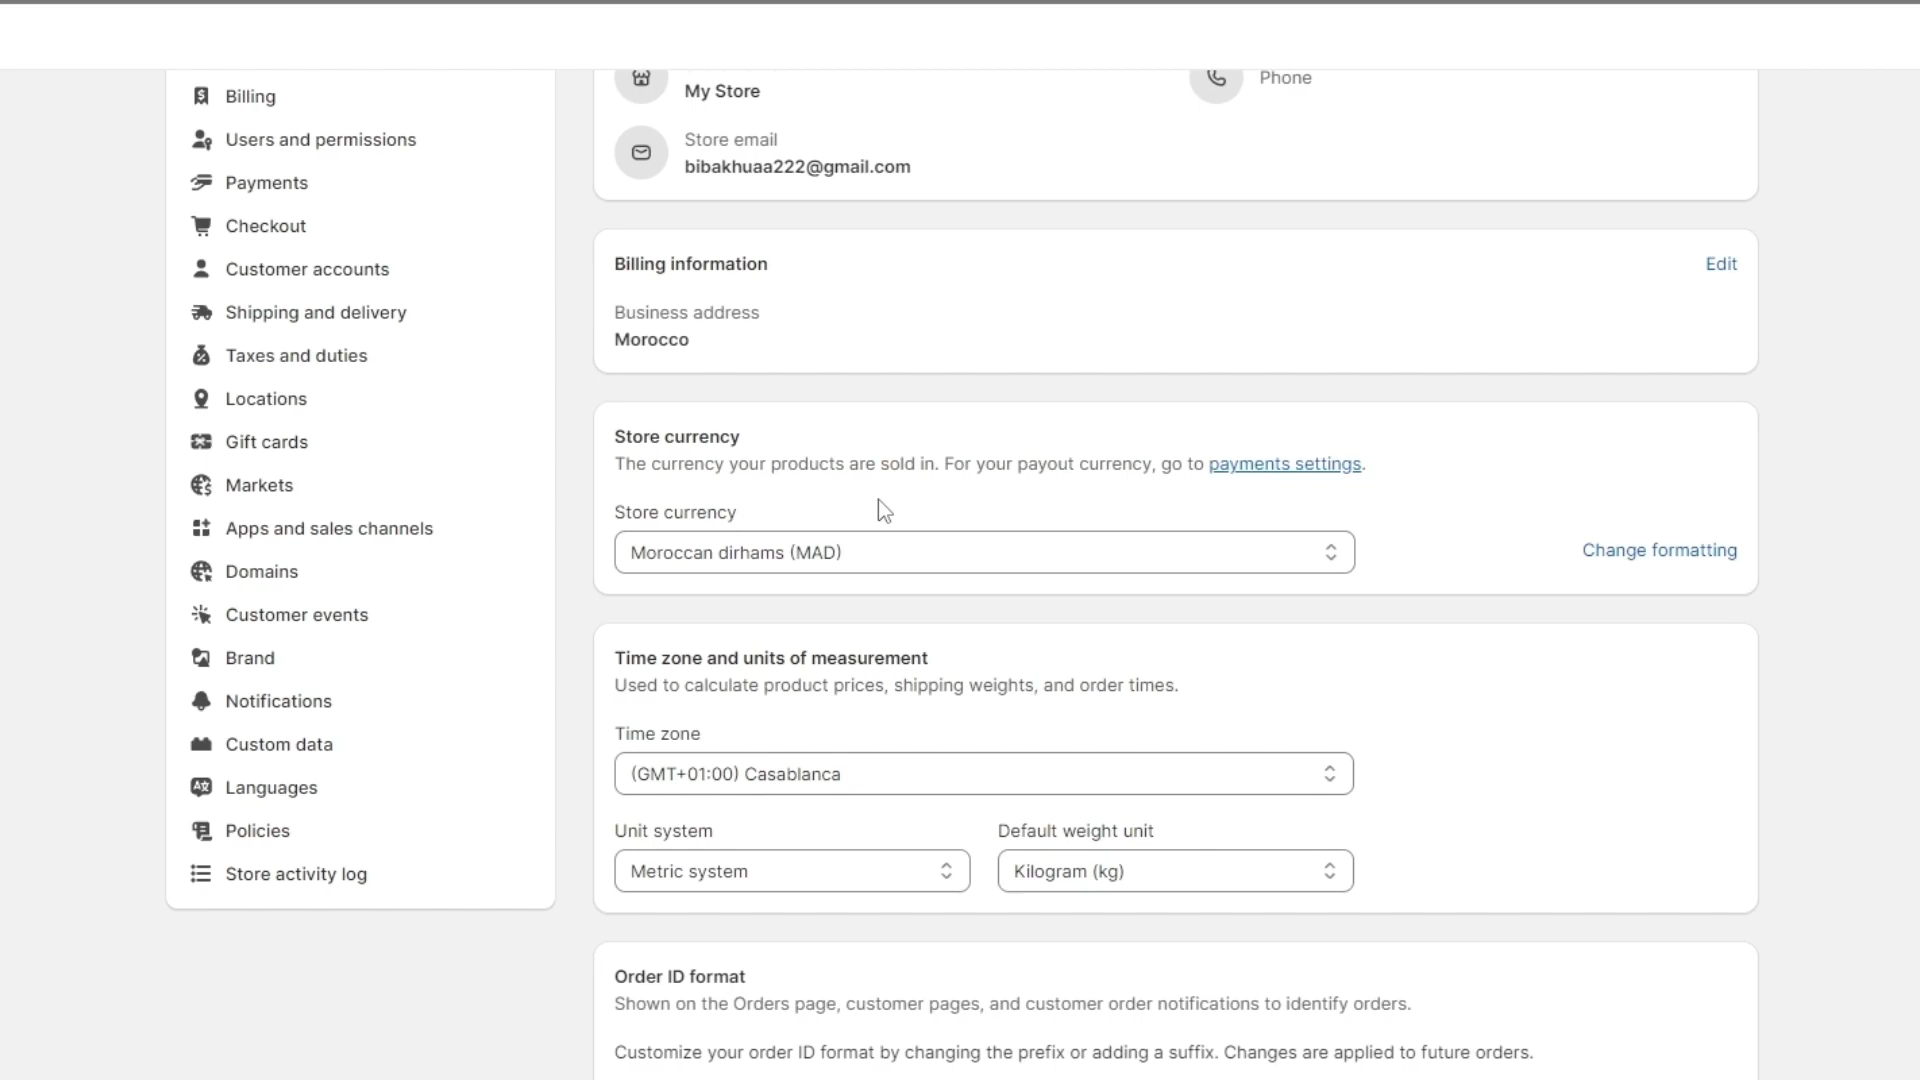 Billing
Users and permissions
Payments
Checkout
Customer accounts
Shipping and delivery
Taxes and duties
Locations
Gift cards
Markets
Apps and sales channels
Domains
Customer events
Brand
Notifications
Custom data
Languages
Policies
Store activity log
My Store
Phone
Store email
bibakhuaa222@gmail.com
Billing information
Edit
Business address
Morocco
Store currency
The currency your products are sold in. For your payout currency, go to payments settings.
Store currency
Moroccan dirhams (MAD)
Change formatting
Time zone and units of measurement
Used to calculate product prices, shipping weights, and order times.
Time zone
(GMT+01:00) Casablanca
Unit system
Default weight unit
Metric system
Kilogram (kg)
Order ID format
Shown on the Orders page, customer pages, and customer order notifications to identify orders.
Customize your order ID format by changing the prefix or adding a suffix. Changes are applied to future orders.